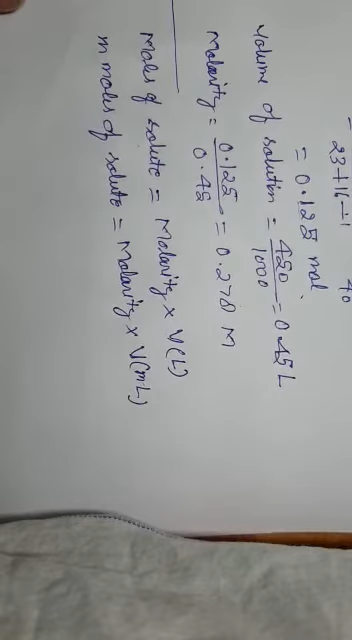 =
23+16+1 40
= 0.125 mol
Volume of solution = 450/1000 = 0.45 L
Molarity = 0.125/0.45 = 0.278 M
Moles of solute = Molarity x V(L)
m moles of solute = Molarity x V(mL)